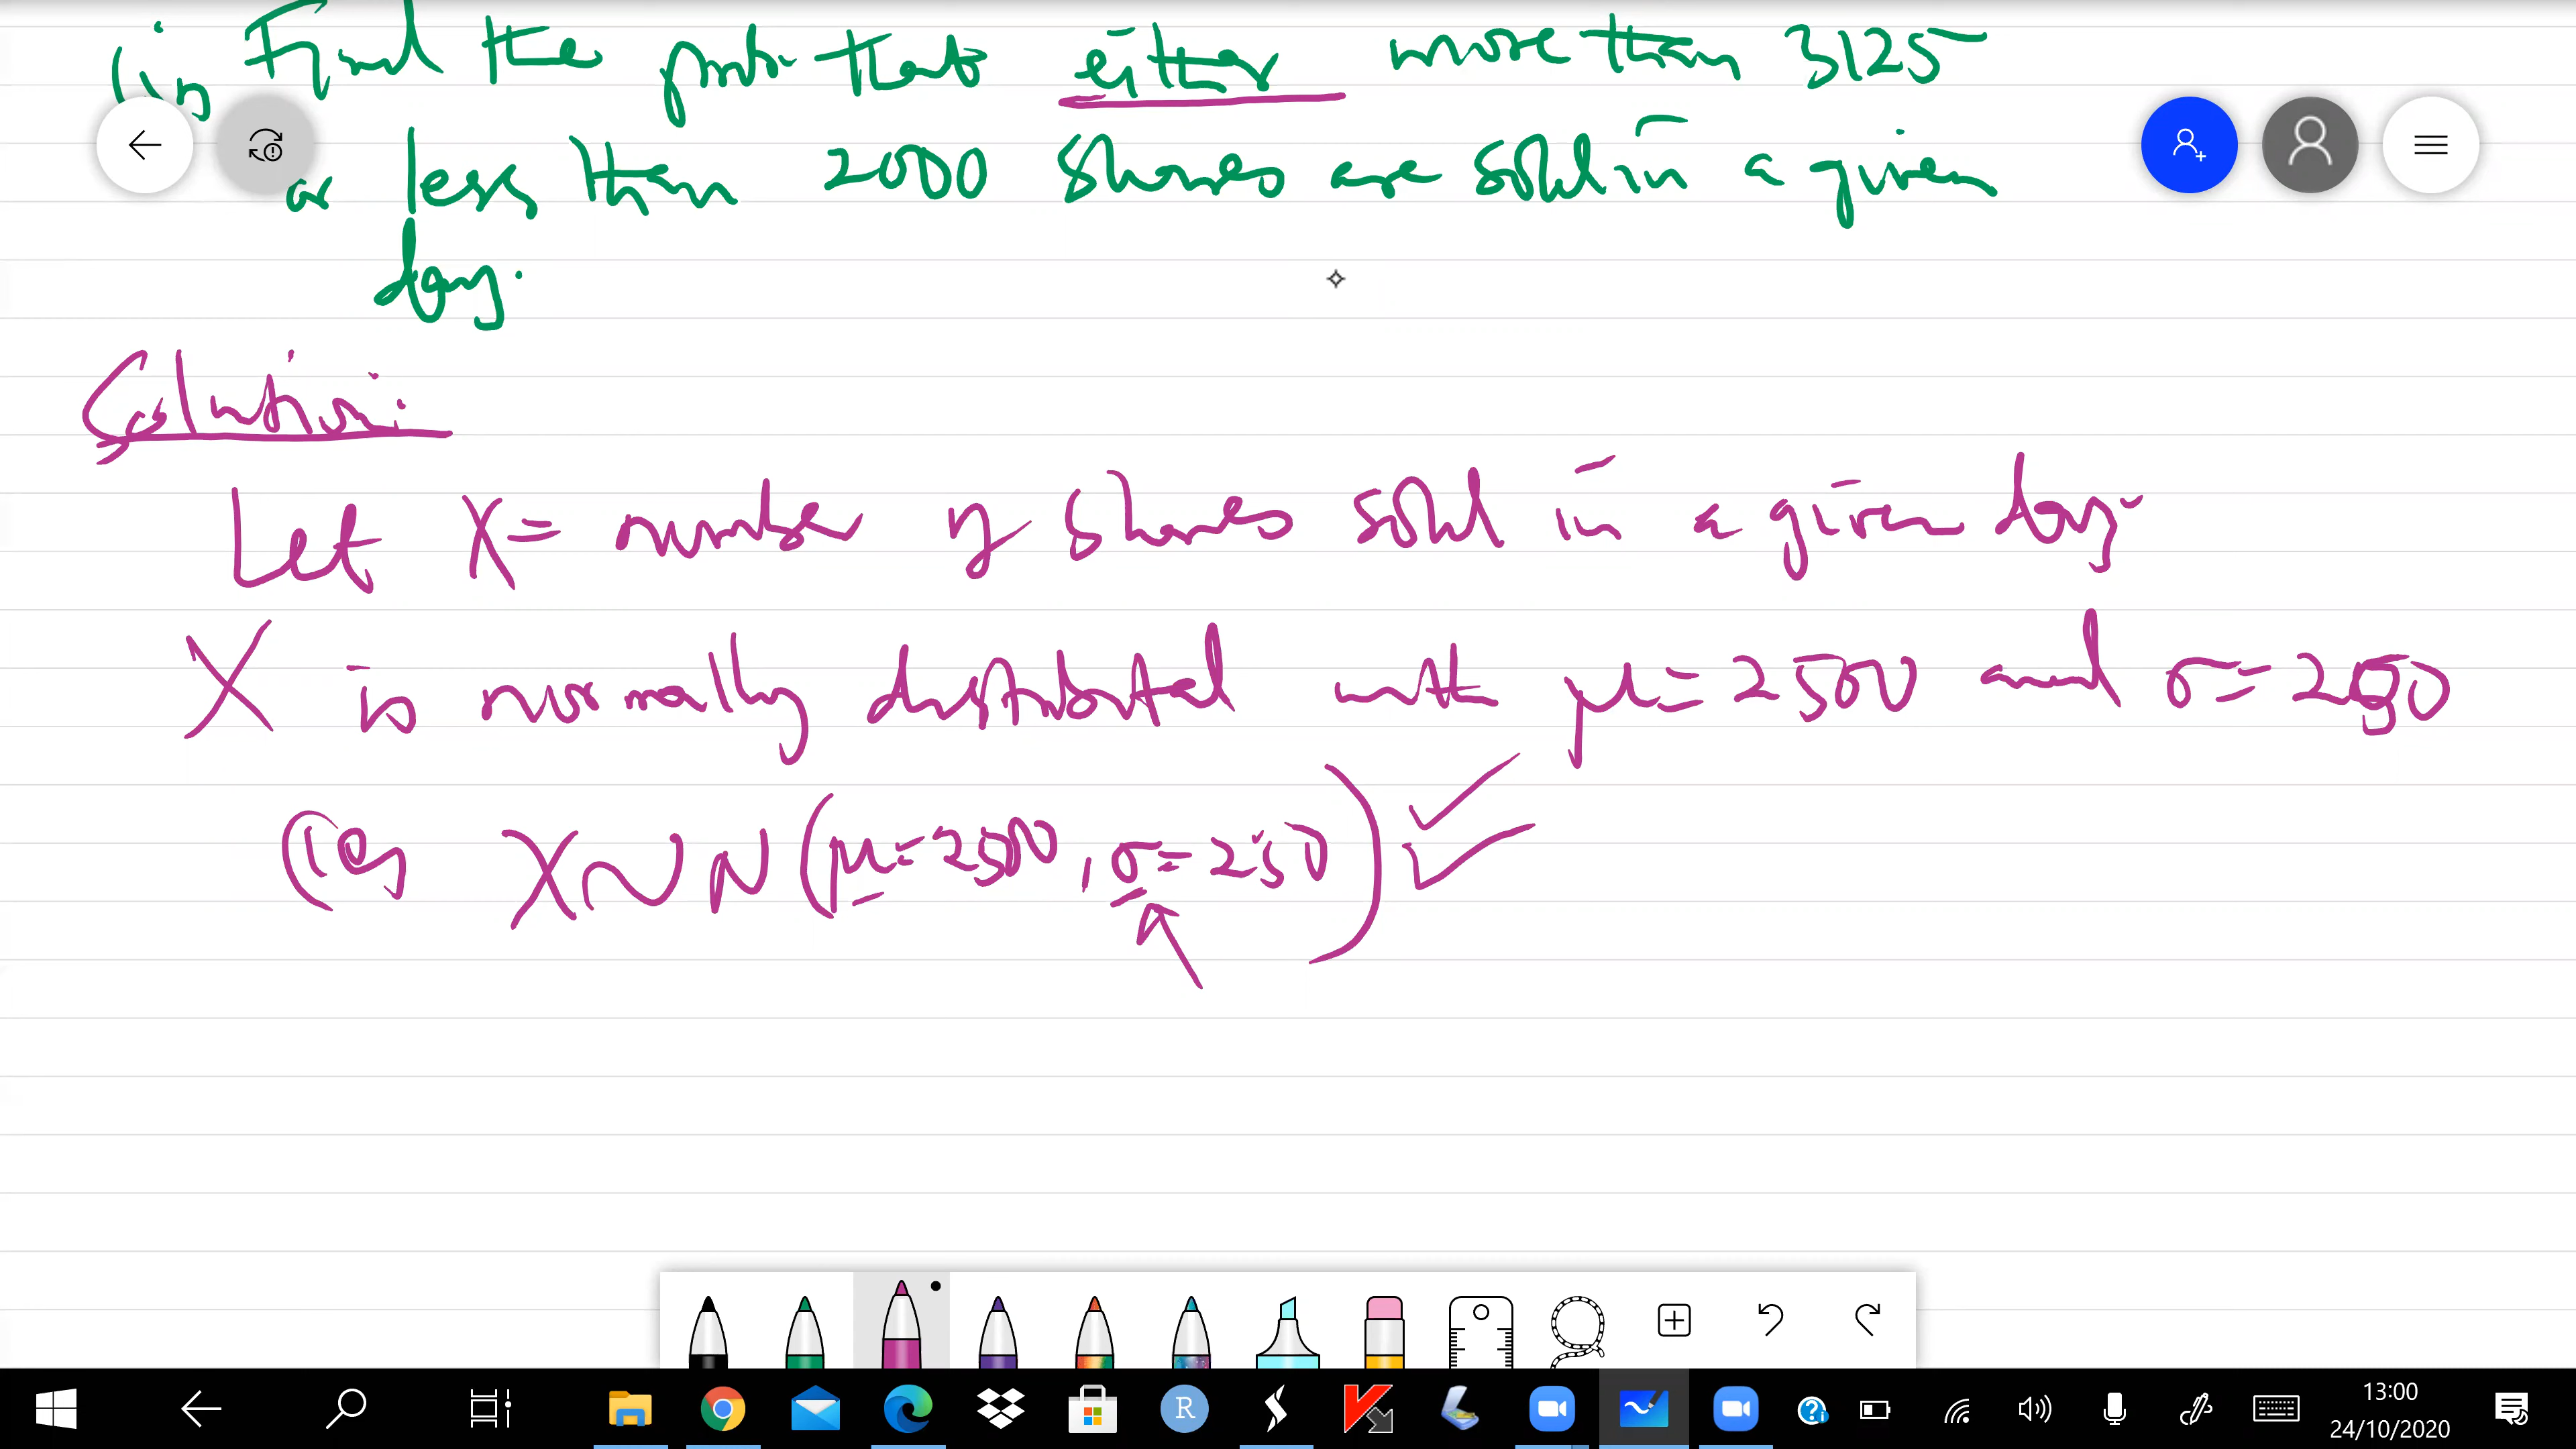 (ii) Find the prob. that either more than 3125
or less than 2000 shares are sold in a given
day.
Solution:
Let X = number of shares sold in a given day.
X is normally distributed with μ = 2500 and σ = 250
(ie) X ~ N (μ = 2500, σ = 250)
R
13:00
24/10/2020